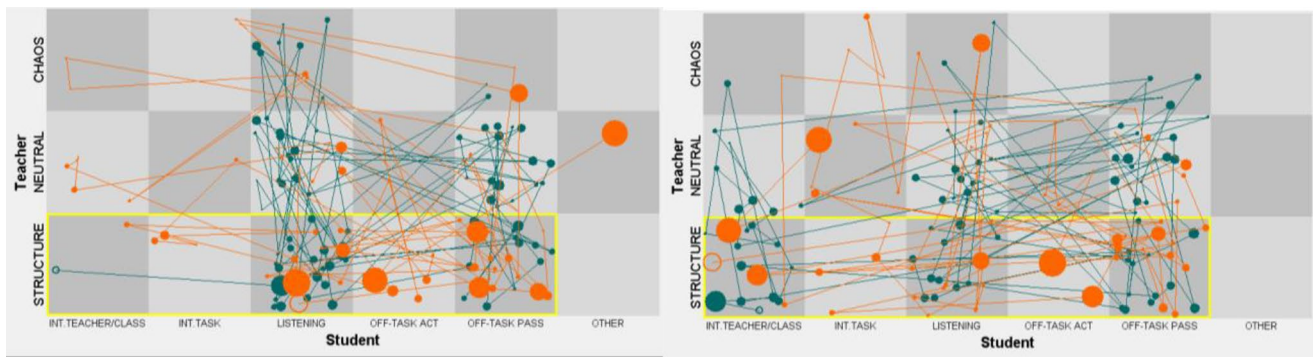 CHAOS
NEUTRAL
STRUCTURE
Teacher
INT.TEACHER/CLASS INT.TASK LISTENING OFF-TASK ACT OFF-TASK PASS OTHER
Student
CHAOS
NEUTRAL
STRUCTURE
Teacher
INT.TEACHER/CLASS INT.TASK LISTENING OFF-TASK ACT OFF-TASK PASS OTHER
Student